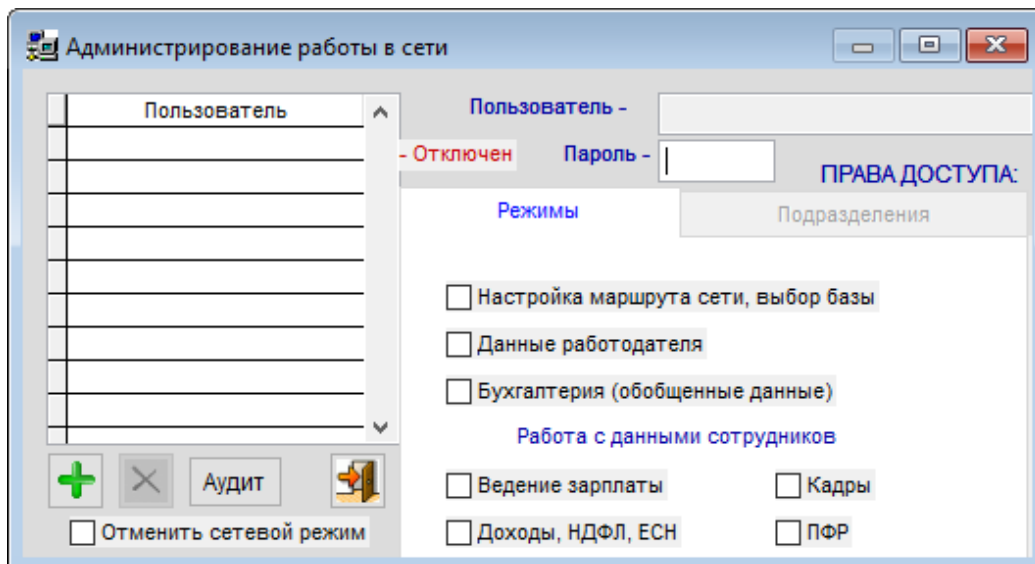 Администрирование работы в сети
Пользователь
Пользователь -
- Отключен Пароль -
ПРАВА ДОСТУПА:
Режимы Подразделения
Настройка маршрута сети, выбор базы
Данные работодателя
Бухгалтерия (обобщенные данные)
Работа с данными сотрудников
Ведение зарплаты Кадры
Доходы, НДФЛ, ЕСН ПФР
Аудит
Отменить сетевой режим